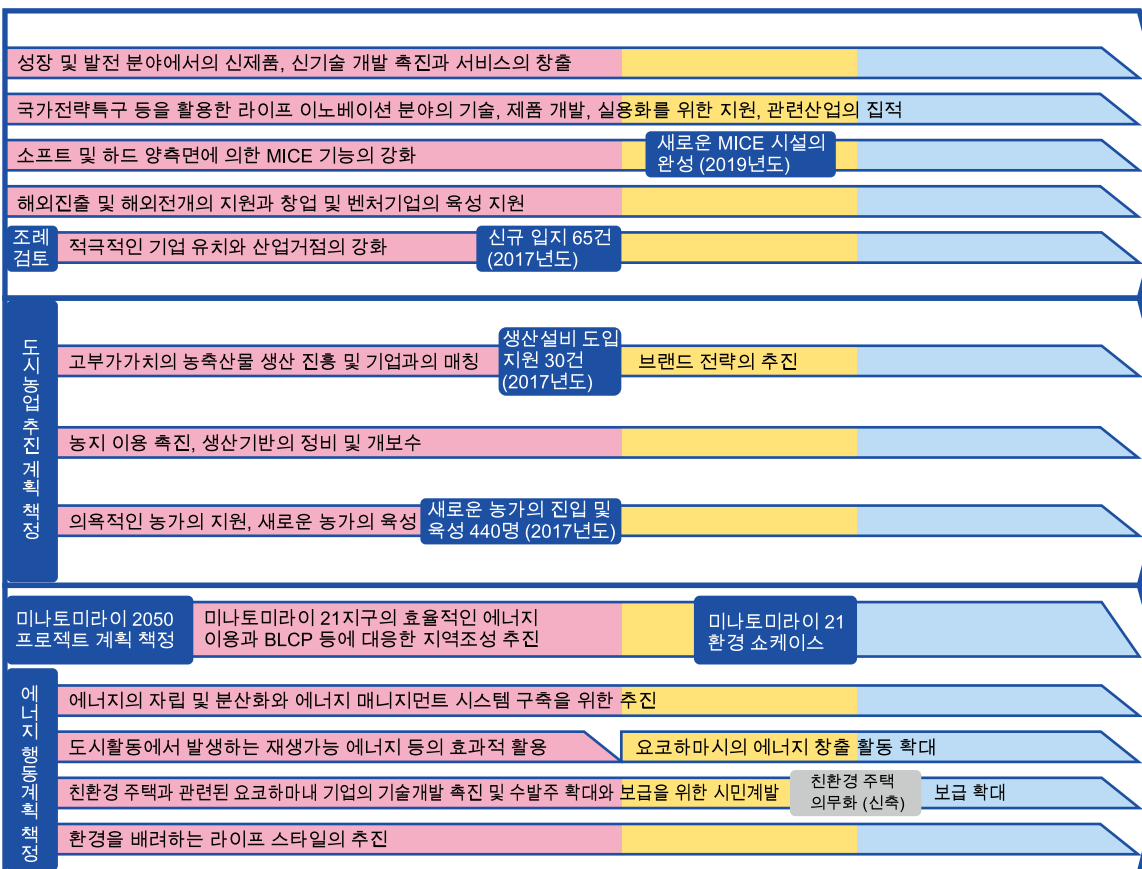 성장 및 발전 분야에서의 신제품, 신기술 개발 촉진과 서비스의 창출
국가전략특구 등을 활용한 라이프 이노베이션 분야의 기술, 제품 개발, 실용화를 위한 지원, 관련산업의 집적
소프트 및 하드 양측면에 의한 MICE 기능의 강화
새로운 MICE 시설의
완성 (2019년도)
해외진출 및 해외전개의 지원과 창업 및 벤처기업의 육성 지원
조례
검토
적극적인 기업 유치와 산업거점의 강화
신규 입지 65건
(2017년도)
도시농업 추진 계획 책정
고부가가치의 농축산물 생산 진흥 및 기업과의 매칭
생산설비 도입
지원 30건
(2017년도)
브랜드 전략의 추진
농지 이용 촉진, 생산기반의 정비 및 개보수
의욕적인 농가의 지원, 새로운 농가의 육성
새로운 농가의 진입 및
육성 440명 (2017년도)
미나토미라이 2050
프로젝트 계획 책정
미나토미라이 21지구의 효율적인 에너지
이용과 BLCP 등에 대응한 지역조성 추진
미나토미라이 21
환경 쇼케이스
에너지 행동계획 책정
에너지의 자립 및 분산화와 에너지 매니지먼트 시스템 구축을 위한 추진
도시활동에서 발생하는 재생가능 에너지 등의 효과적 활용
요코하마시의 에너지 창출 활동 확대
친환경 주택과 관련된 요코하마내 기업의 기술개발 촉진 및 수발주 확대와 보급을 위한 시민계발
친환경 주택
의무화 (신축)
보급 확대
환경을 배려하는 라이프 스타일의 추진